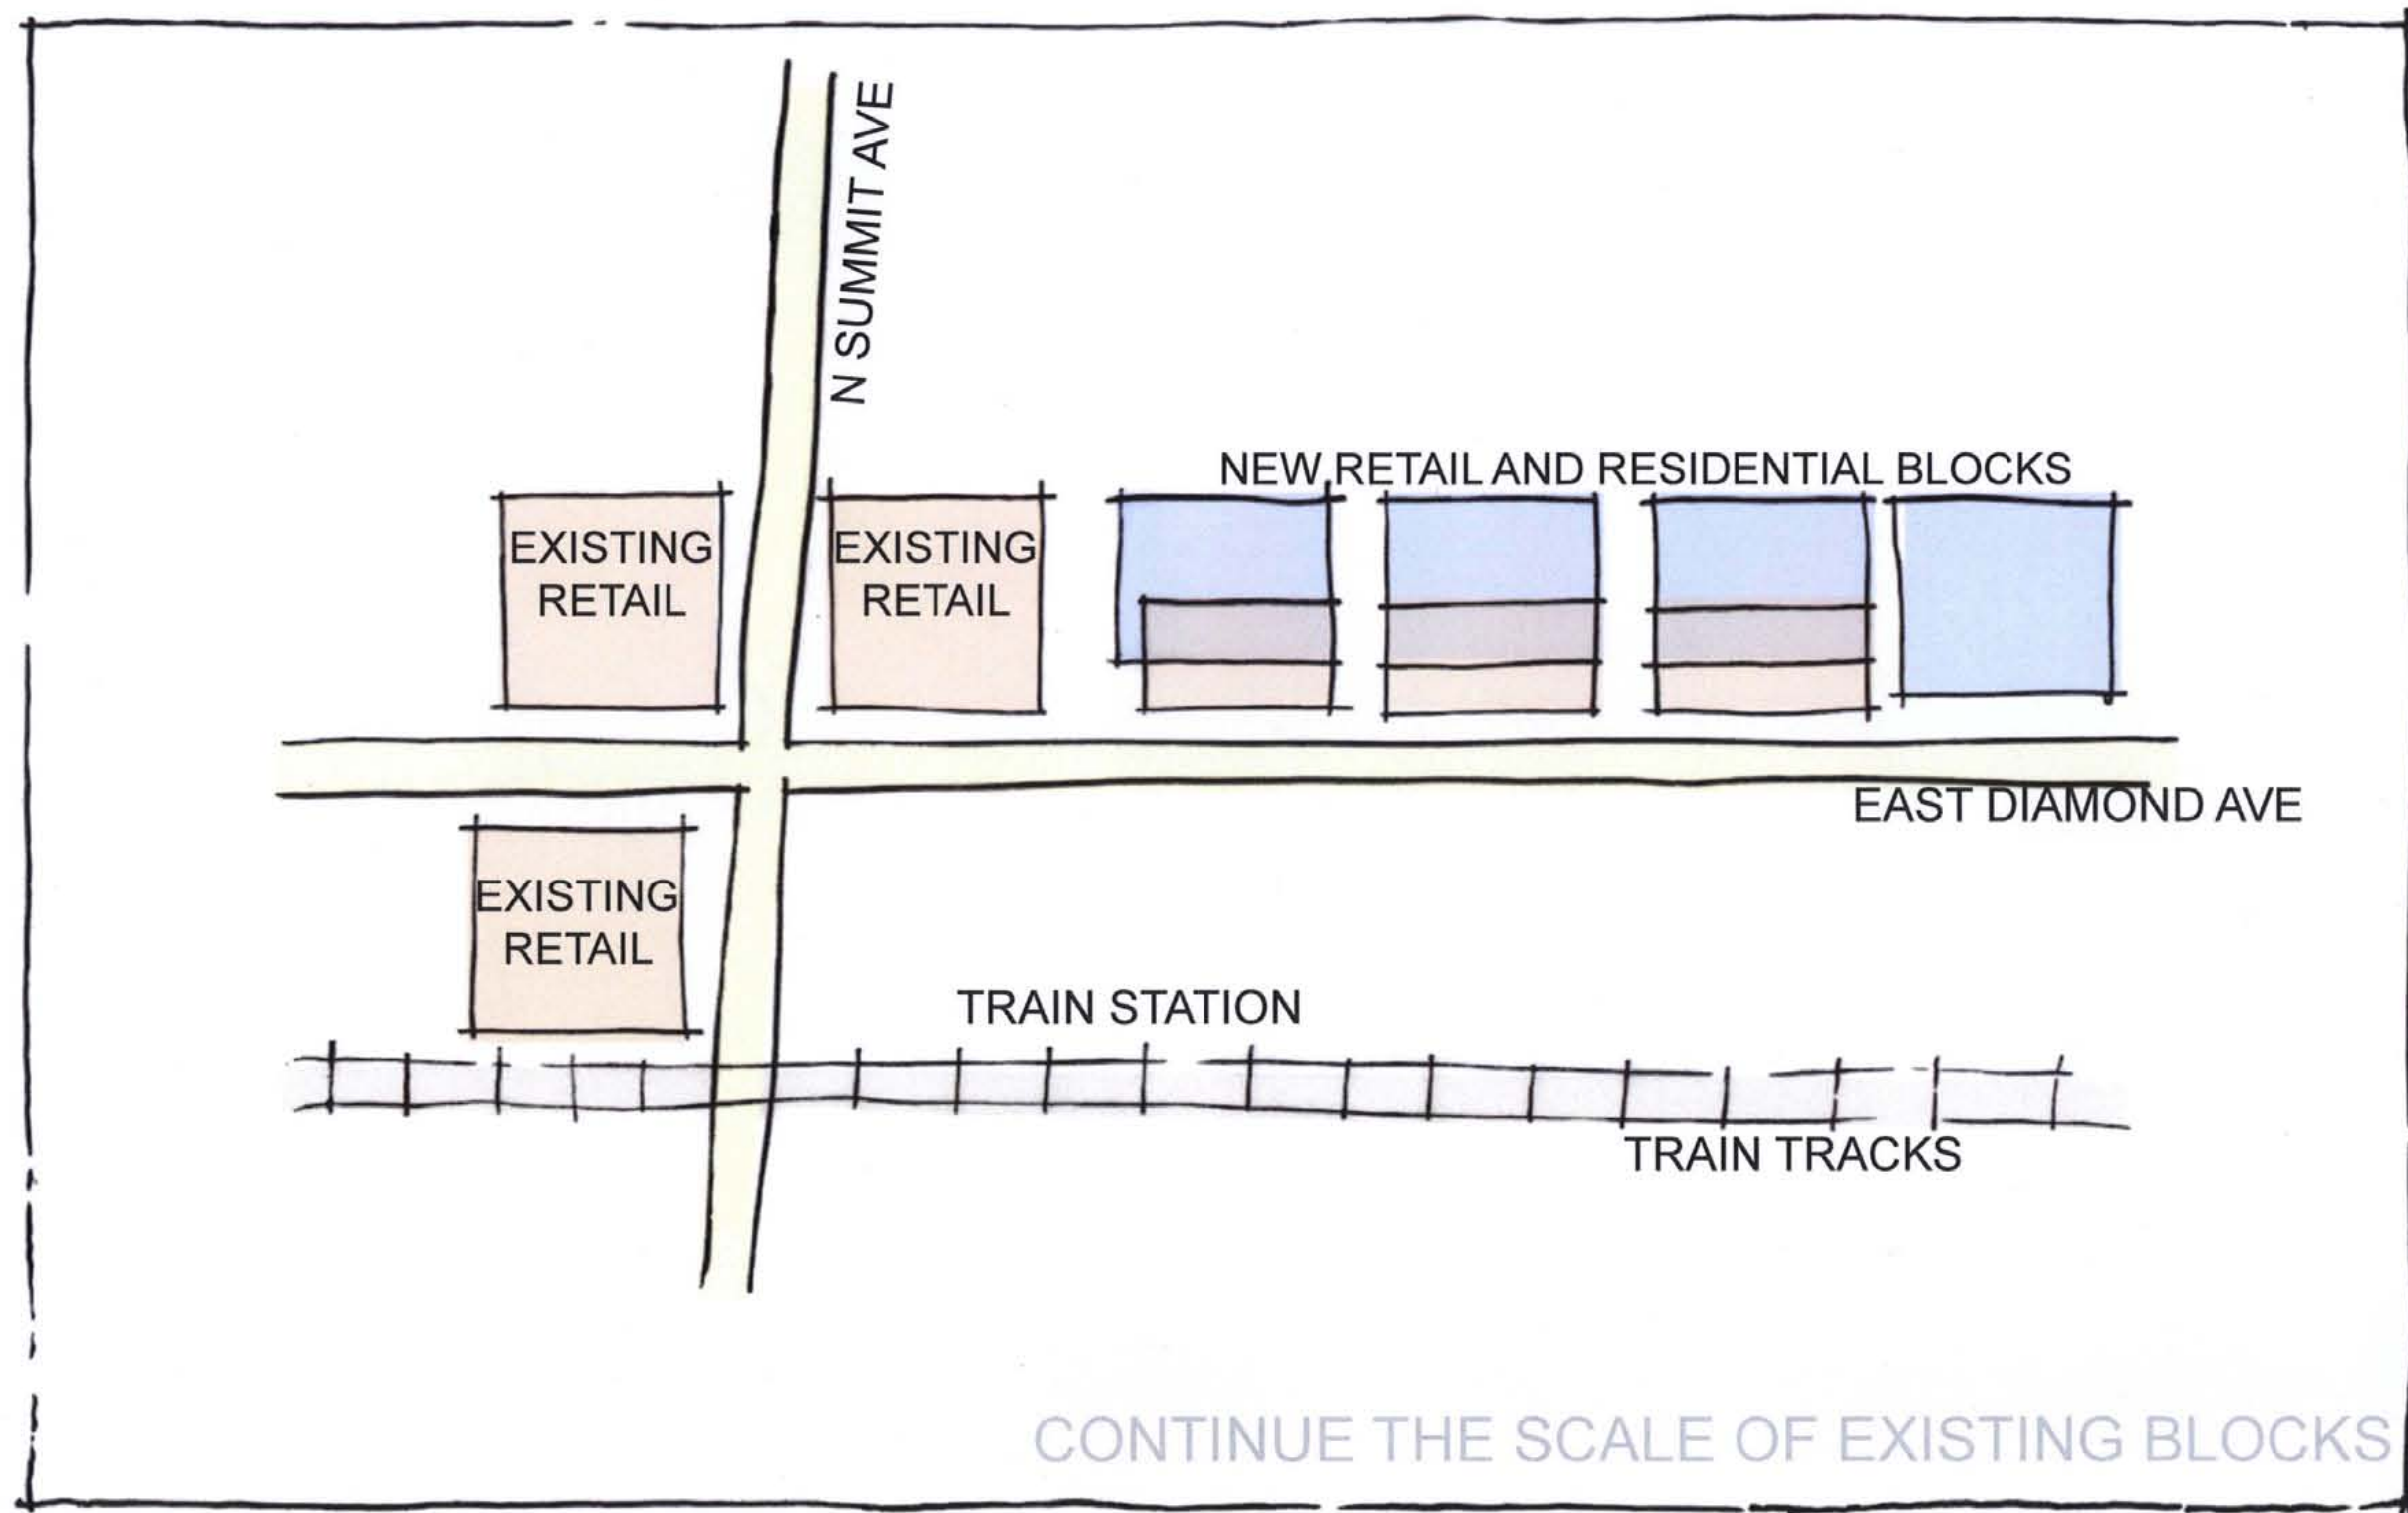 N SUMMIT AVE
NEW RETAIL AND RESIDENTIAL BLOCKS
EXISTING
RETAIL
EXISTING
RETAIL
EAST DIAMOND AVE
EXISTING
RETAIL
TRAIN STATION
TRAIN TRACKS
CONTINUE THE SCALE OF EXISTING BLOCKS